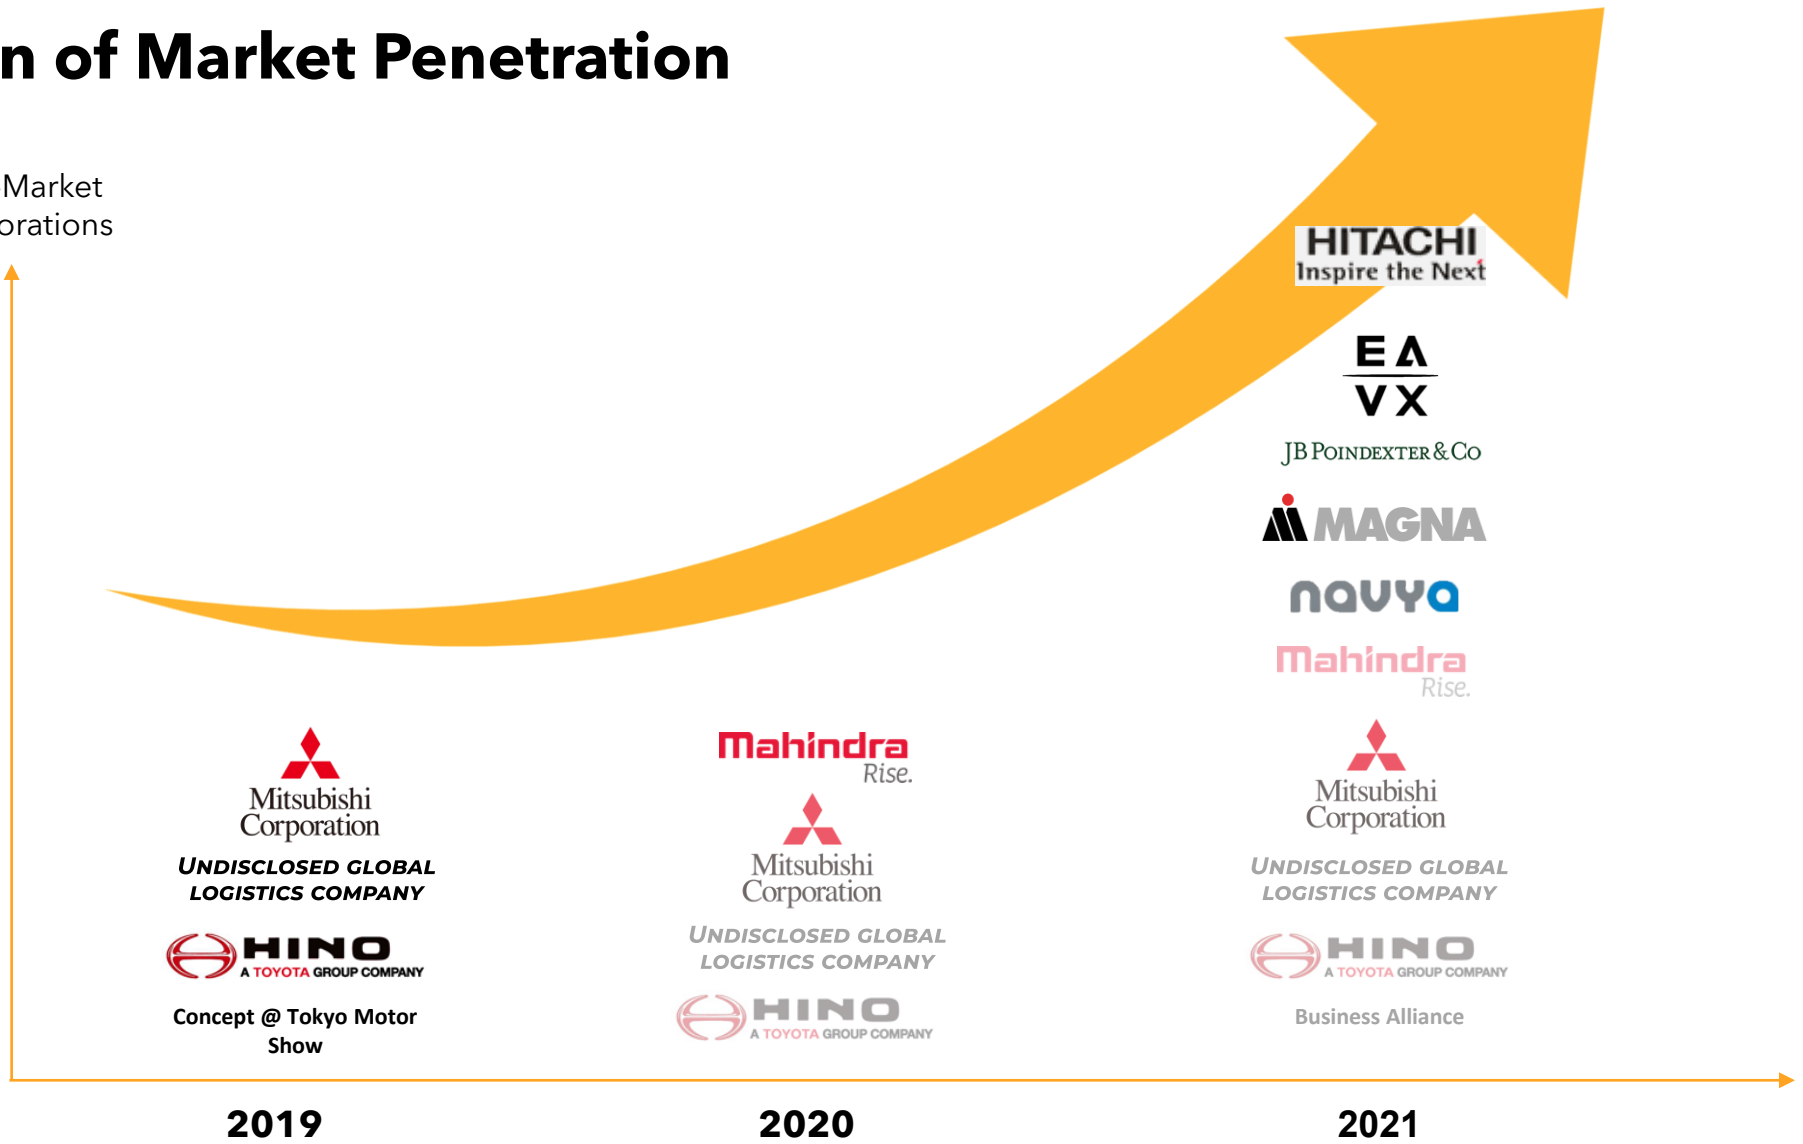 n of Market Penetration
Market
orations
HITACHI
Inspire the Next
EA
VX
JB POINDEXTER & CO
MAGNA
navya
Mahindra
Rise.
Mitsubishi
Corporation
UNDISCLOSED GLOBAL
LOGISTICS COMPANY
HINO
A TOYOTA GROUP COMPANY
Business Alliance
Mahindra
Rise.
Mitsubishi
Corporation
UNDISCLOSED GLOBAL
LOGISTICS COMPANY
HINO
A TOYOTA GROUP COMPANY
Mitsubishi
Corporation
UNDISCLOSED GLOBAL
LOGISTICS COMPANY
HINO
A TOYOTA GROUP COMPANY
Concept @ Tokyo Motor
Show
2019
2020
2021